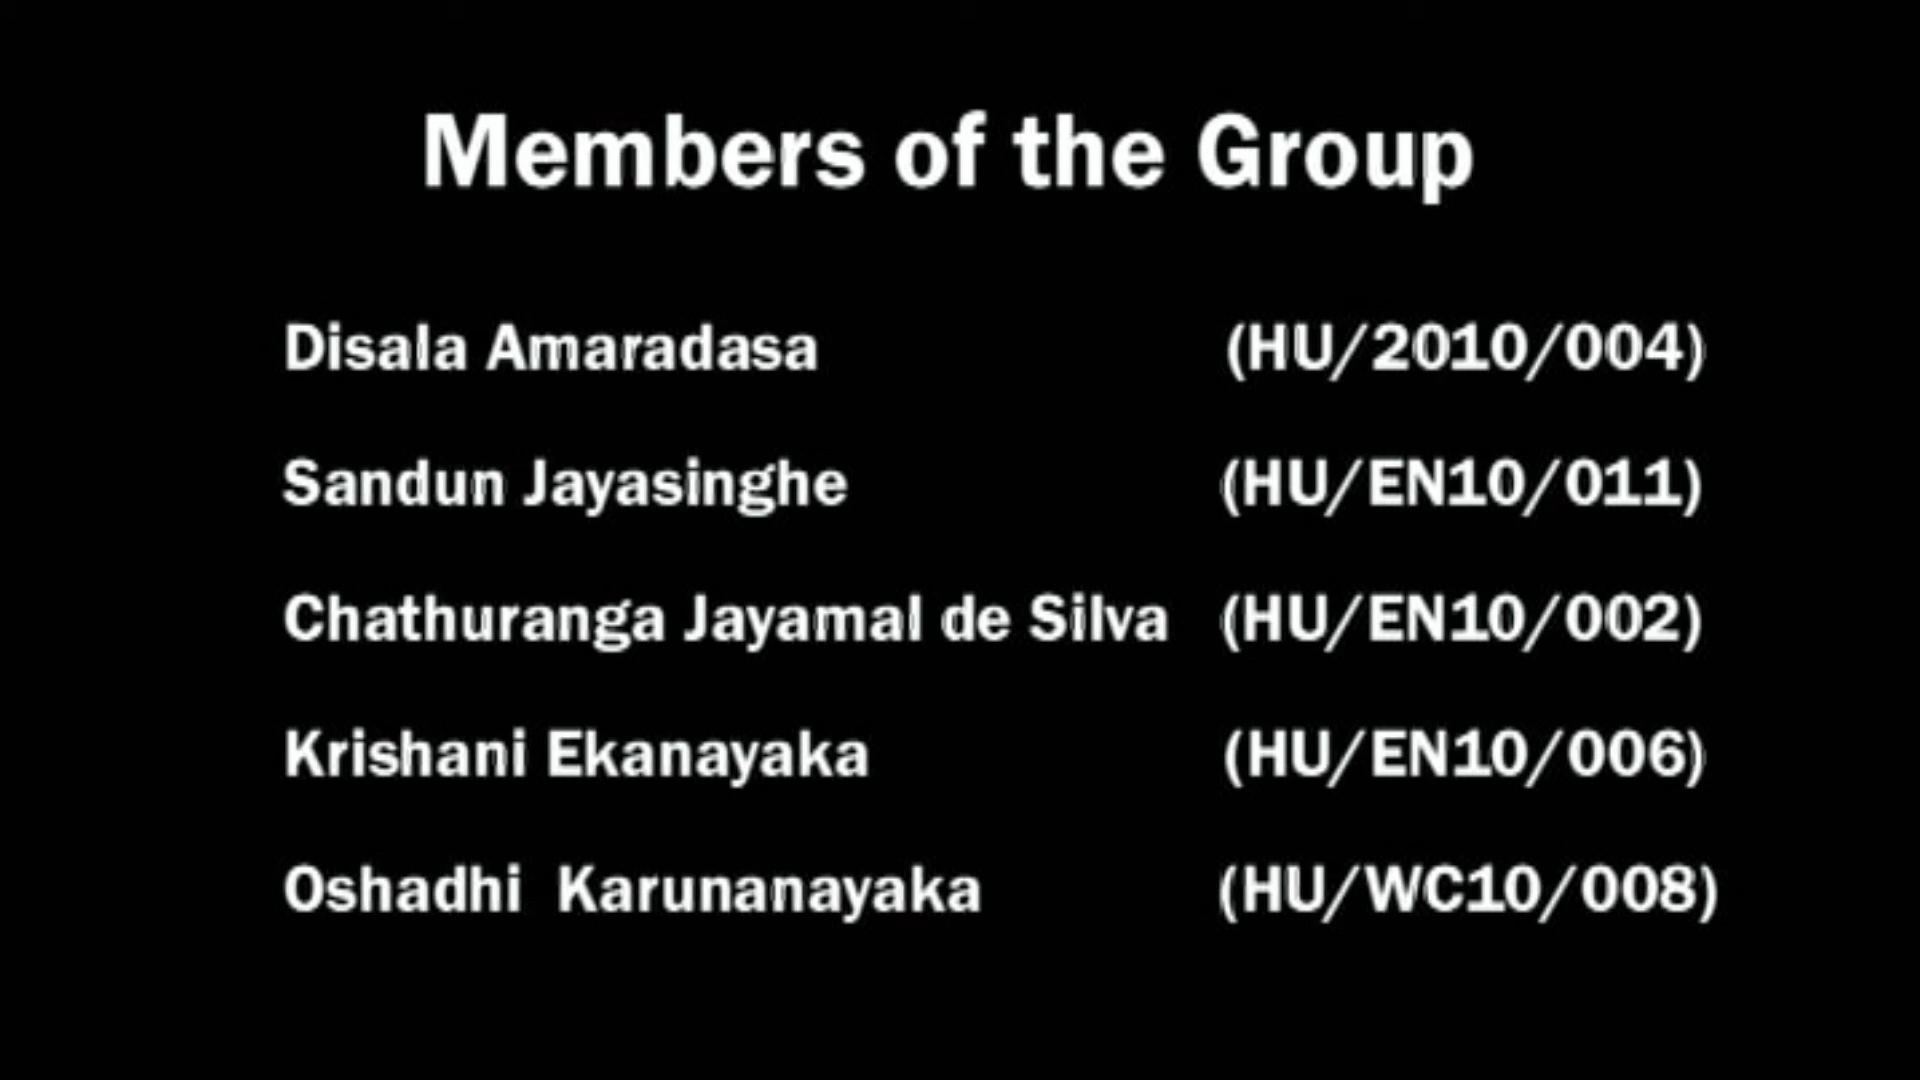 Members of the Group
Disala Amaradasa (HU/2010/004)
Sandun Jayasinghe (HU/EN10/011)
Chathuranga Jayamal de Silva (HU/EN10/002)
Krishani Ekanayaka (HU/EN10/006)
Oshadhi Karunanayaka (HU/WC10/008)